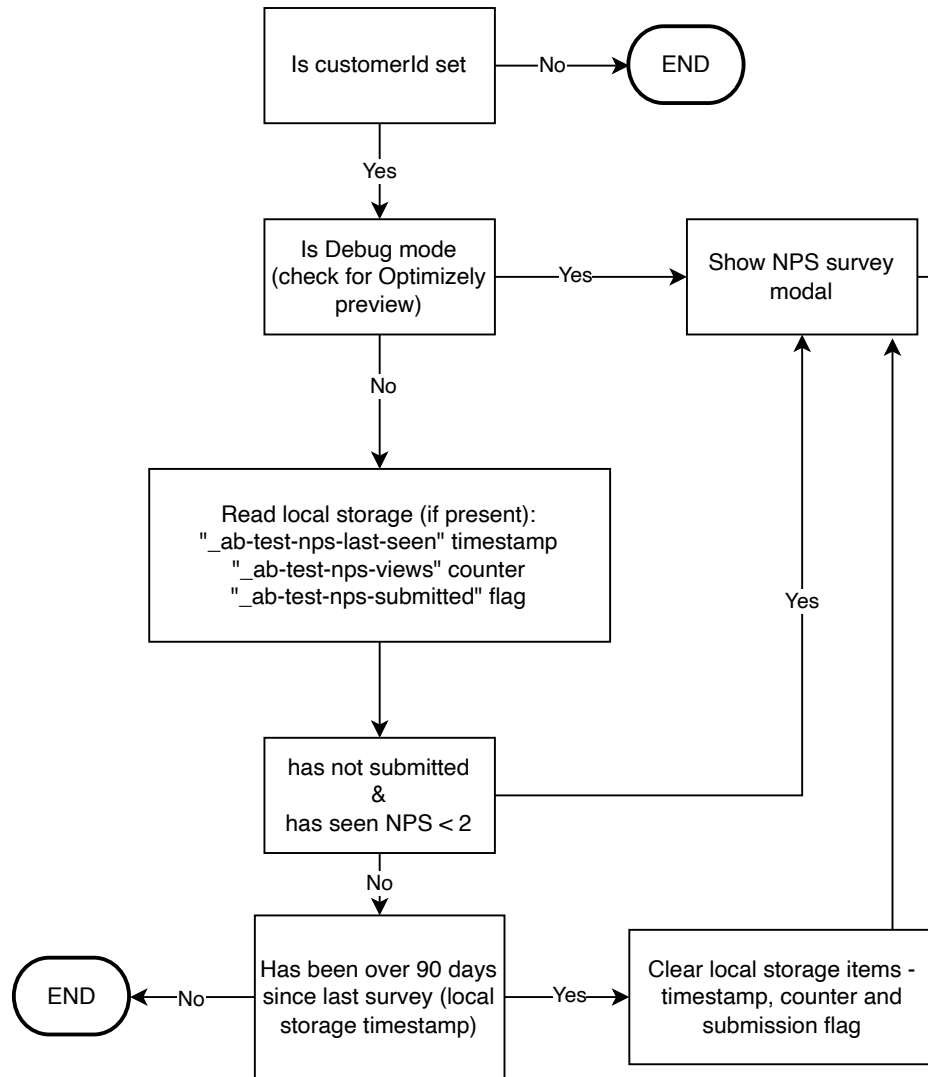 Is customerId set
No
END
Yes
Is Debug mode
(check for Optimizely
preview)
Yes
Show NPS survey
modal
No
Read local storage (if present):
"_ab-test-nps-last-seen" timestamp
"_ab-test-nps-views" counter
"_ab-test-nps-submitted" flag
Yes
has not submitted
&
has seen NPS < 2
No
END
No
Has been over 90 days
since last survey (local
storage timestamp)
Yes
Clear local storage items -
timestamp, counter and
submission flag